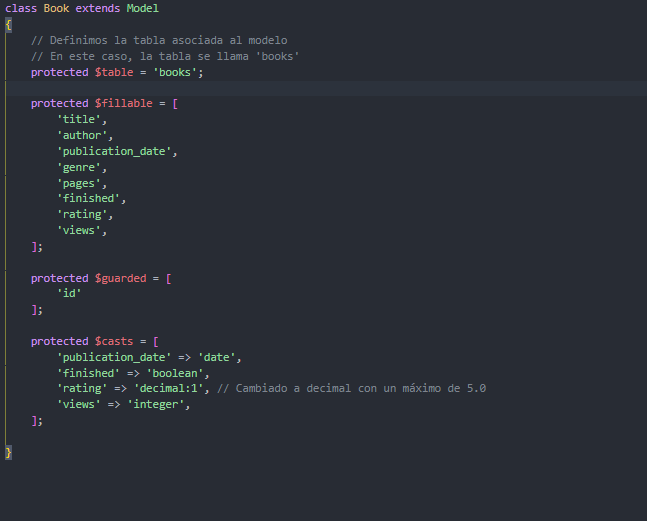 class Book extends Model
{
    // Definimos la tabla asociada al modelo
    // En este caso, la tabla se llama 'books'
    protected $table = 'books';
    protected $fillable = [
        'title',
        'author',
        'publication_date',
        'genre',
        'pages',
        'finished',
        'rating',
        'views',
    ];
    protected $guarded = [
        'id'
    ];
    protected $casts = [
        'publication_date' => 'date',
        'finished' => 'boolean',
        'rating' => 'decimal:1', // Cambiado a decimal con un máximo de 5.0
        'views' => 'integer',
    ];
}